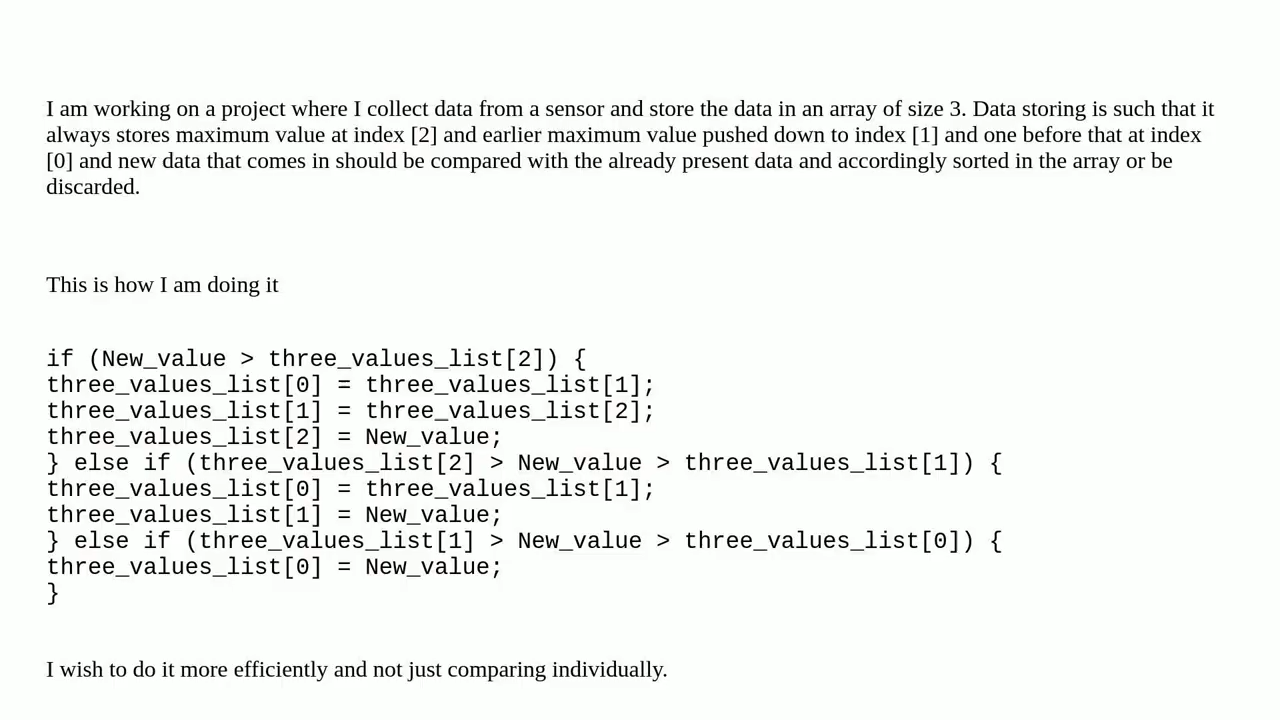 I am working on a project where I collect data from a sensor and store the data in an array of size 3. Data storing is such that it
always stores maximum value at index [2] and earlier maximum value pushed down to index [1] and one before that at index
[0] and new data that comes in should be compared with the already present data and accordingly sorted in the array or be
discarded.
This is how I am doing it
if (New_value > three_values_list[2]) {
three_values_list[0] = three_values_list[1];
three_values_list[1] = three_values_list[2];
three_values_list[2] = New_value;
} else if (three_values_list[2] > New_value > three_values_list[1]) {
three_values_list[0] = three_values_list[1];
three_values_list[1] = New_value;
} else if (three_values_list[1] > New_value > three_values_list[0]) {
three_values_list[0] = New_value;
}
I wish to do it more efficiently and not just comparing individually.